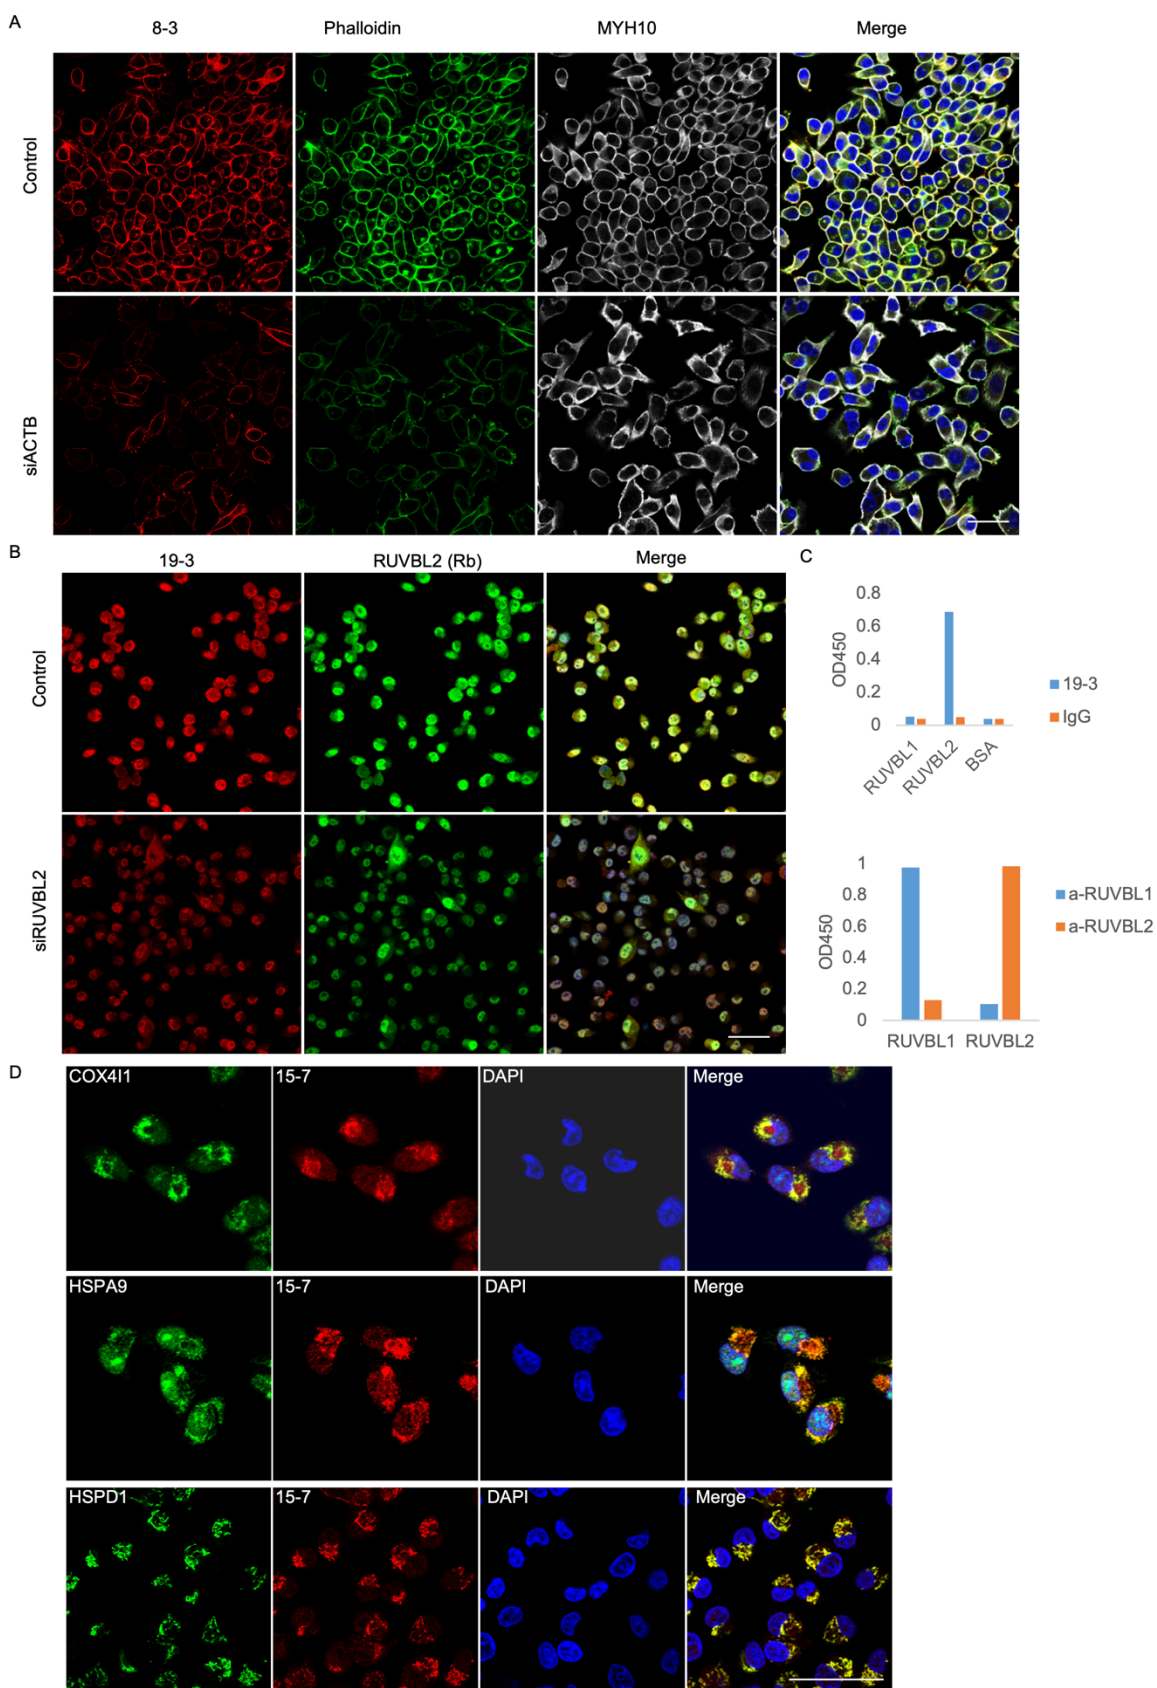 A
8-3 Phalloidin MYH10 Merge
Control
siACTB
B
19-3 RUVBL2 (Rb) Merge
Control
siRUVBL2
C
0.8
0.6
0.4
0.2
0
OD450
RUVBL1
RUVBL2
BSA
19-3
IgG
1
0.8
0.6
0.4
0.2
0
OD450
RUVBL1 RUVBL2
a-RUVBL1
a-RUVBL2
D
COX4I1 15-7 DAPI Merge
HSPA9 15-7 DAPI Merge
HSPD1 15-7 DAPI Merge